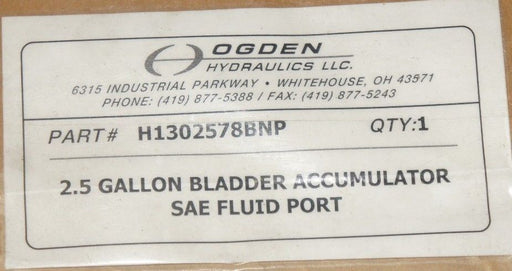 OGDEN
HYDRAULICS LLC.
6315 INDUSTRIAL PARKWAY • WHITEHOUSE, OH 43571
PHONE: (419) 877-5388 / FAX: (419) 877-5243
PART# H1302578BNP QTY:1
2.5 GALLON BLADDER ACCUMULATOR
SAE FLUID PORT